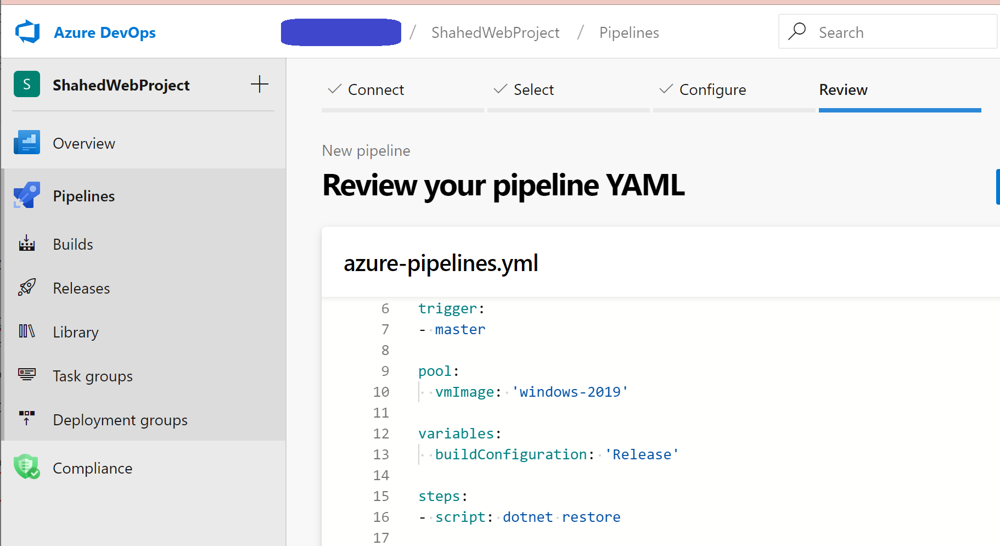 Azure DevOps
/ ShahedWebProject / Pipelines
Search
S ShahedWebProject
Overview
Pipelines
Builds
Releases
Library
Task groups
Deployment groups
Compliance
Connect
Select
Configure
Review
New pipeline
Review your pipeline YAML
azure-pipelines.yml
6 trigger:
7 - master
8
9 pool:
10 vmImage: 'windows-2019'
11
12 variables:
13 buildConfiguration: 'Release'
14
15 steps:
16 - script: dotnet restore
17